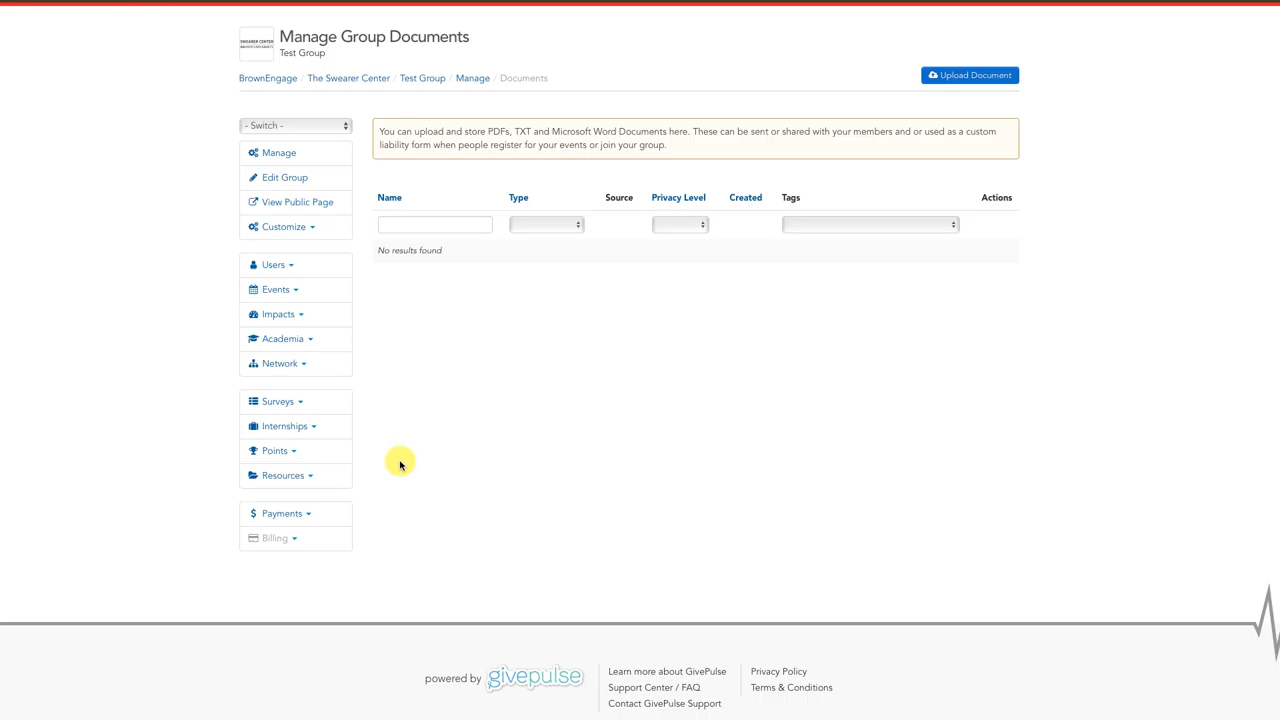 SWEARER CENTER
BROWN UNIVERSITY
Manage Group Documents
Test Group
BrownEngage / The Swearer Center / Test Group / Manage / Documents
Upload Document
- Switch -
Manage
Edit Group
View Public Page
Customize
Users
Events
Impacts
Academia
Network
Surveys
Internships
Points
Resources
Payments
Billing
You can upload and store PDFs, TXT and Microsoft Word Documents here. These can be sent or shared with your members and or used as a custom
liability form when people register for your events or join your group.
Name Type Source Privacy Level Created Tags Actions
No results found
powered by givepulse
Learn more about GivePulse
Support Center / FAQ
Contact GivePulse Support
Privacy Policy
Terms & Conditions